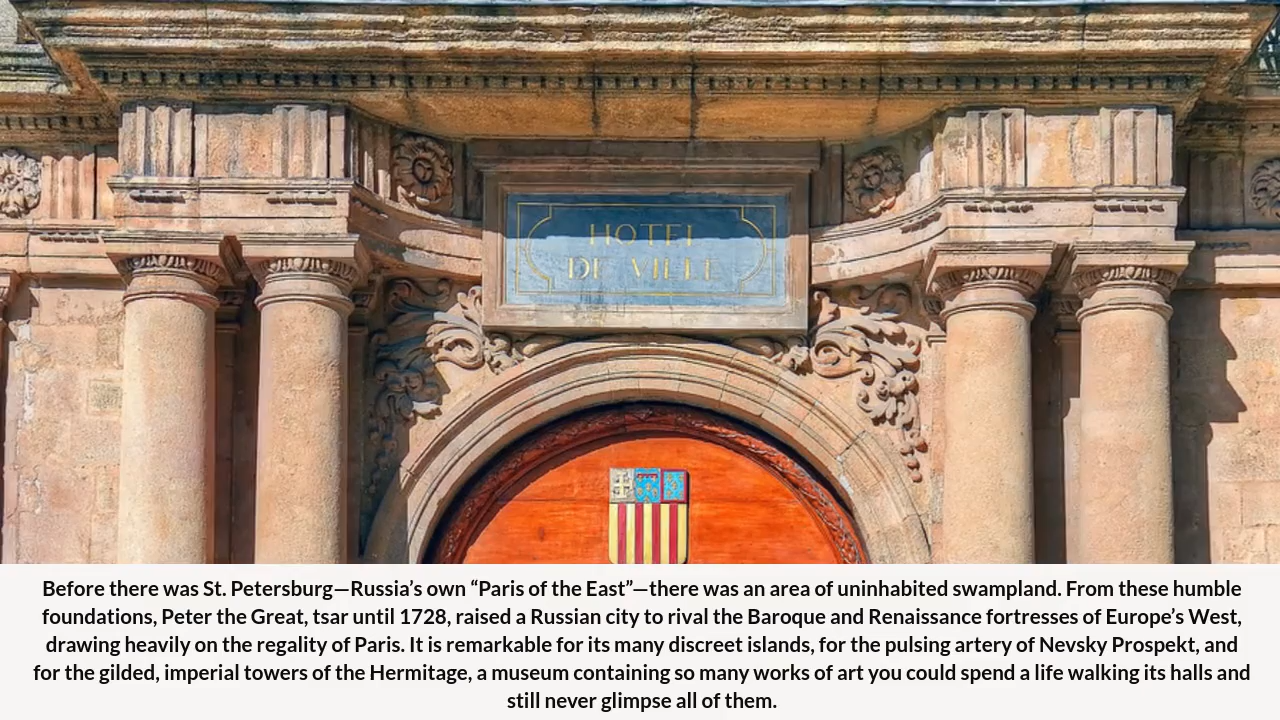 HOTEL
DE VILLE
Before there was St. Petersburg—Russia’s own “Paris of the East”—there was an area of uninhabited swampland. From these humble
foundations, Peter the Great, tsar until 1728, raised a Russian city to rival the Baroque and Renaissance fortresses of Europe’s West,
drawing heavily on the regality of Paris. It is remarkable for its many discreet islands, for the pulsing artery of Nevsky Prospekt, and
for the gilded, imperial towers of the Hermitage, a museum containing so many works of art you could spend a life walking its halls and
still never glimpse all of them.